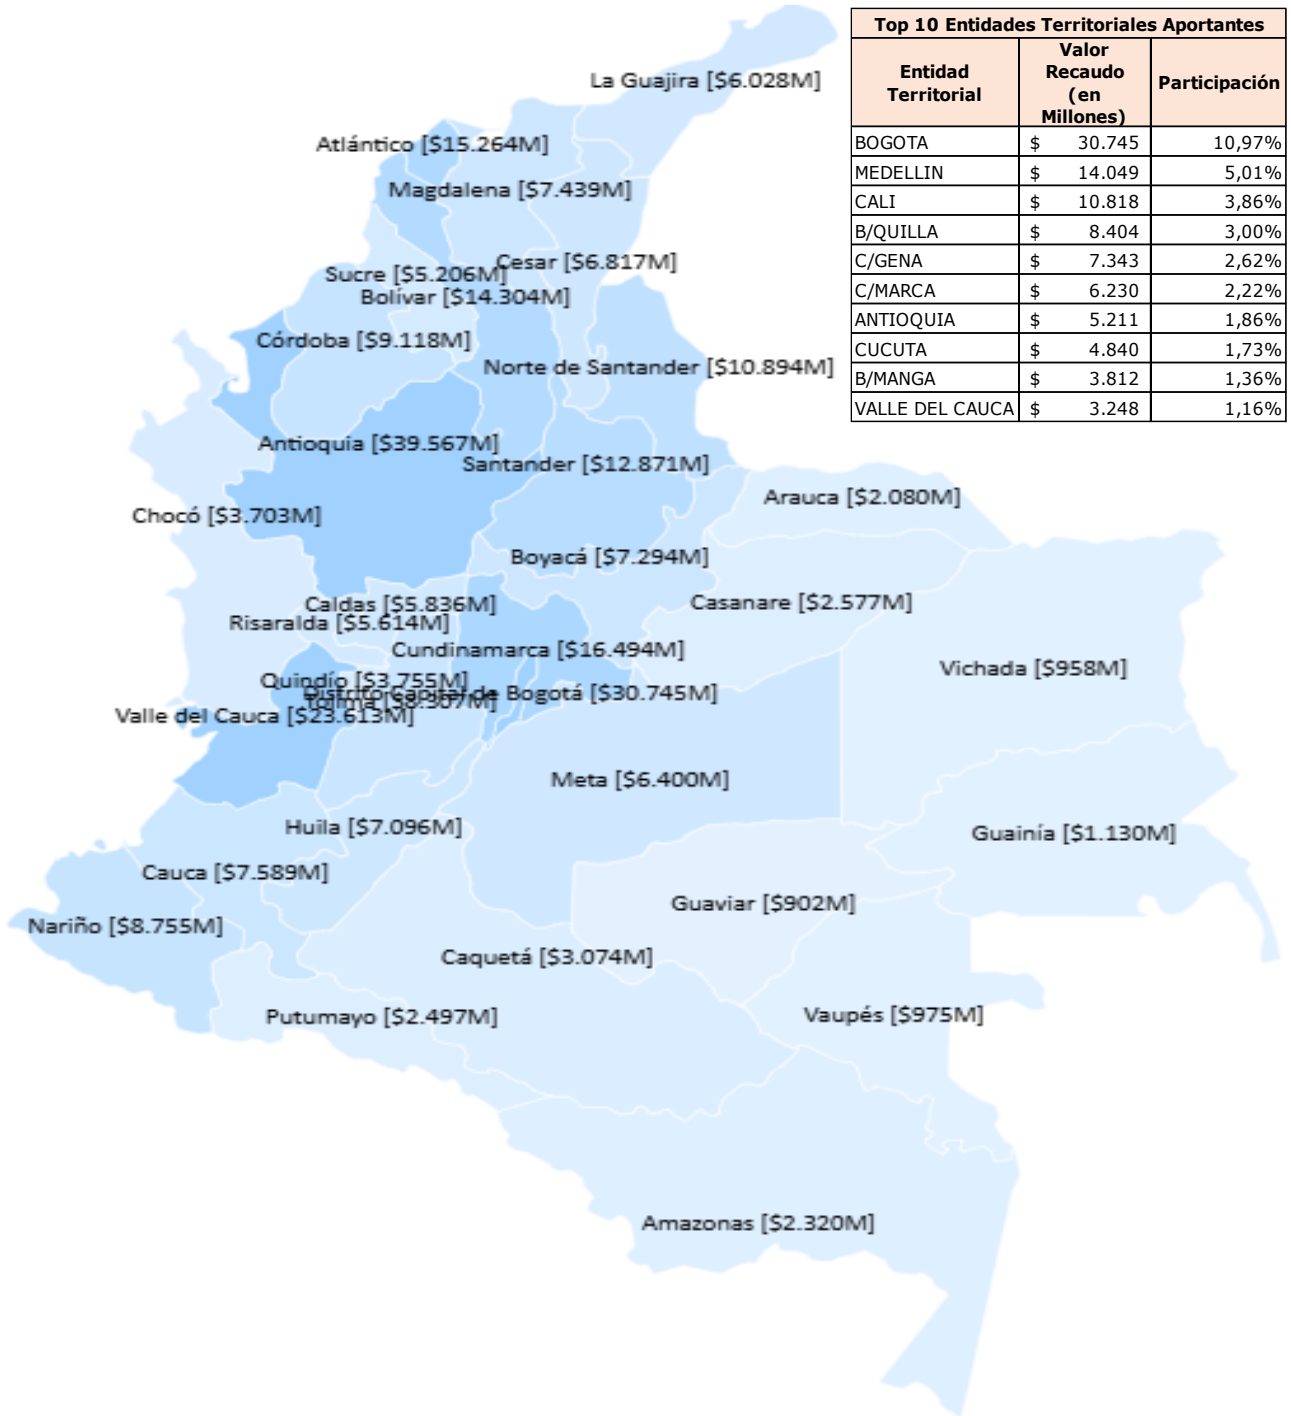 Top 10 Entidades Territoriales Aportantes
Entidad Territorial Valor Recaudo (en Millones) Participación
BOGOTA $ 30.745 10,97%
MEDELLIN $ 14.049 5,01%
CALI $ 10.818 3,86%
B/QUILLA $ 8.404 3,00%
C/GENA $ 7.343 2,62%
C/MARCA $ 6.230 2,22%
ANTIOQUIA $ 5.211 1,86%
CUCUTA $ 4.840 1,73%
B/MANGA $ 3.812 1,36%
VALLE DEL CAUCA $ 3.248 1,16%
La Guajira [$6.028M]
Atlántico [$15.264M]
Magdalena [$7.439M]
Cesar [$6.817M]
Sucre [$5.206M]
Bolívar [$14.304M]
Córdoba [$9.118M]
Norte de Santander [$10.894M]
Antioquia [$39.567M]
Santander [$12.871M]
Arauca [$2.080M]
Chocó [$3.703M]
Boyacá [$7.294M]
Caldas [$5.836M]
Casanare [$2.577M]
Risaralda [$5.614M]
Cundinamarca [$16.494M]
Vichada [$958M]
Quindío [$3.755M]
Distrito Capital de Bogotá [$30.745M]
Tolima [$8.307M]
Valle del Cauca [$23.613M]
Meta [$6.400M]
Huila [$7.096M]
Guainía [$1.130M]
Cauca [$7.589M]
Guaviar [$902M]
Nariño [$8.755M]
Caquetá [$3.074M]
Putumayo [$2.497M]
Vaupés [$975M]
Amazonas [$2.320M]